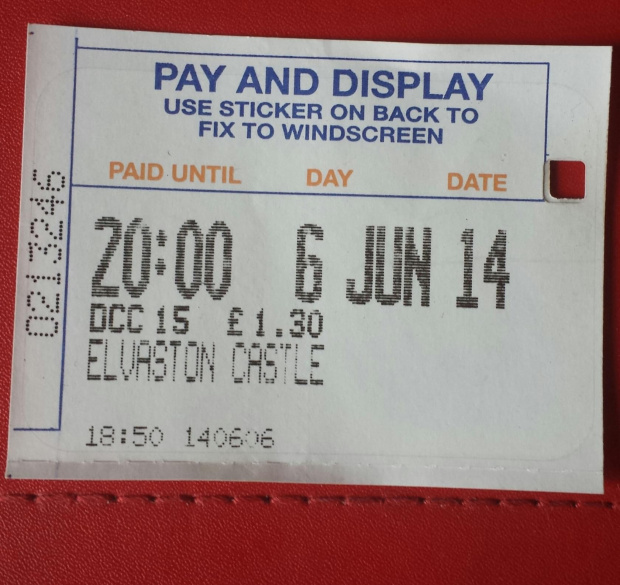 PAY AND DISPLAY
USE STICKER ON BACK TO
FIX TO WINDSCREEN
PAID UNTIL DAY DATE
20:00 6 JUN 14
DCC 15 £1.30
ELVASTON CASTLE
18:50 140606
0213246